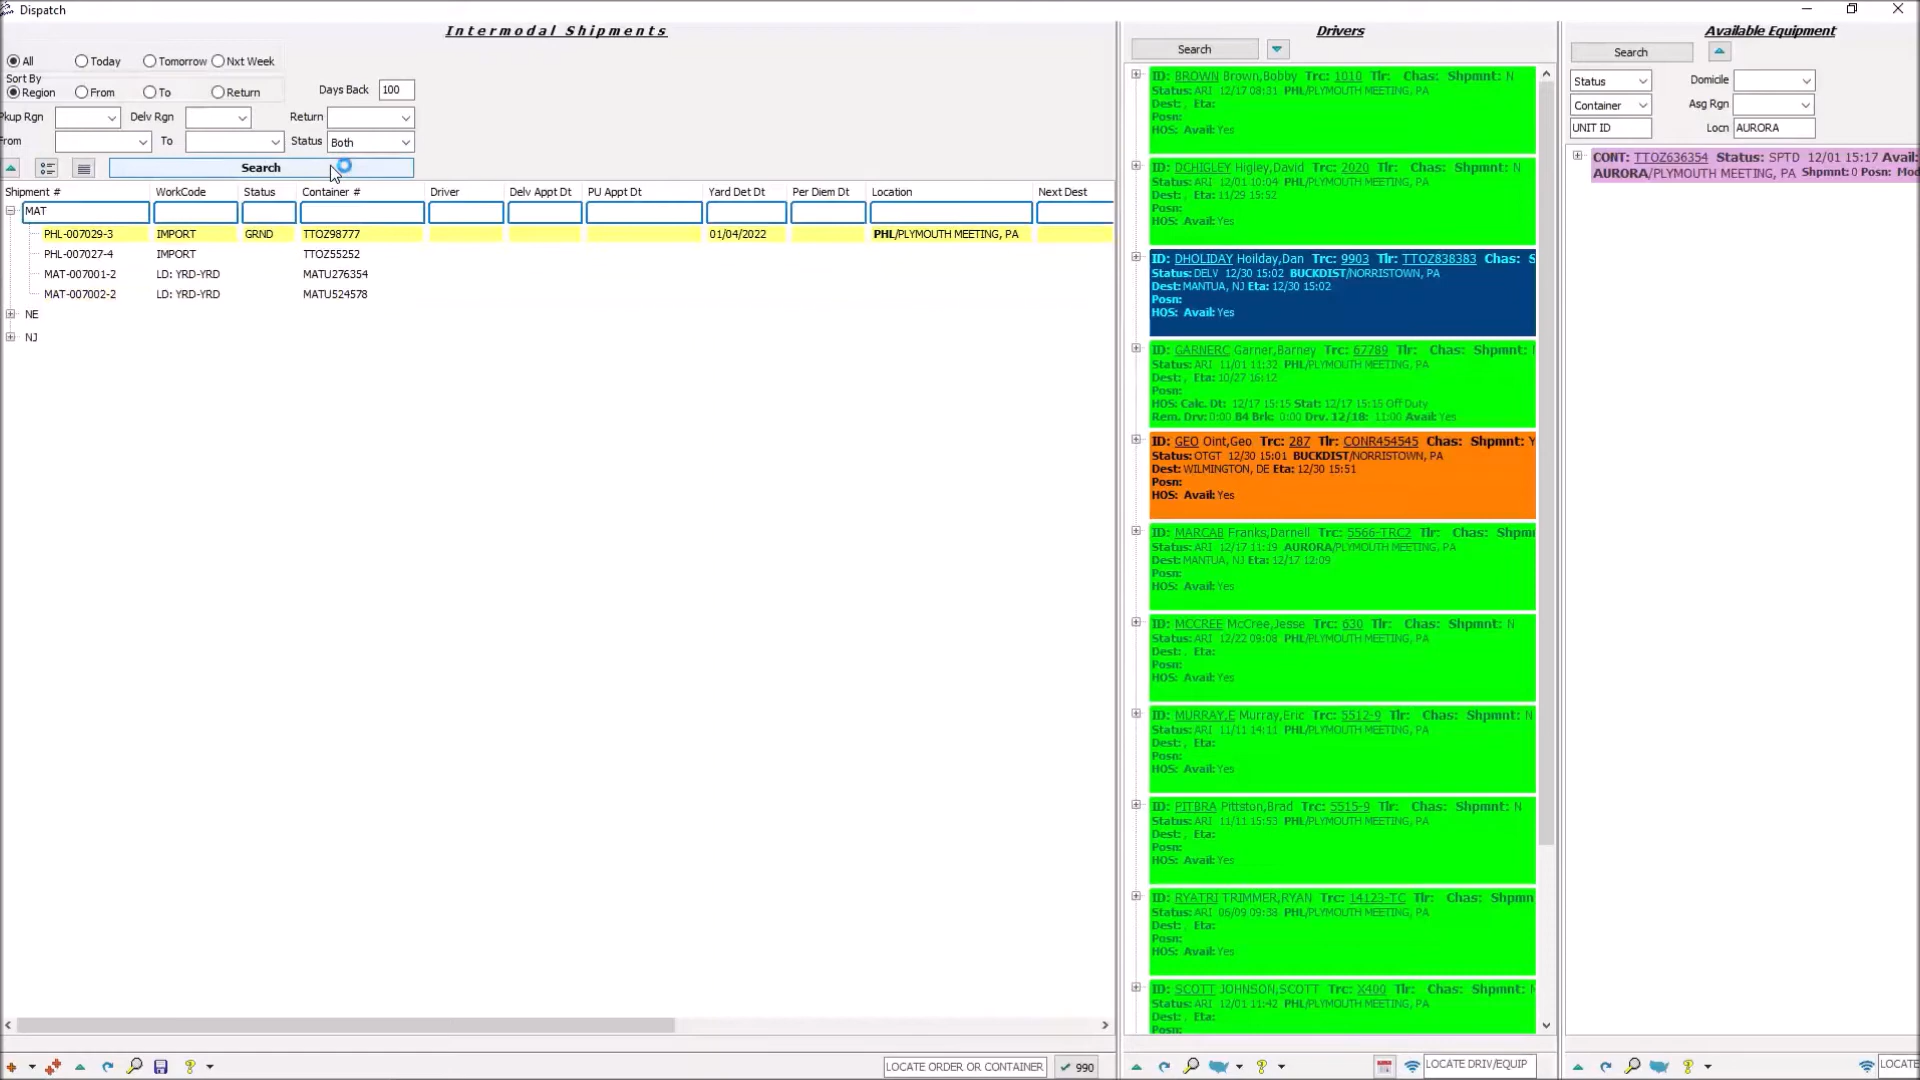 Dispatch
Intermodal Shipments
All Today Tomorrow Nxt Week
Sort By
Region From To Return Days Back 100
Pkup Rgn Delv Rgn Return
From To Status Both
Search
Shipment # WorkCode Status Container # Driver Delv Appt Dt PU Appt Dt Yard Det Dt Per Diem Dt Location Next Dest
MAT
PHL-007029-3 IMPORT GRND TTOZ98777 01/04/2022 PHL/PLYMOUTH MEETING, PA
PHL-007027-4 IMPORT TTOZ55252
MAT-007001-2 LD: YRD-YRD MATU276354
MAT-007002-2 LD: YRD-YRD MATU524578
NE
NJ
LOCATE ORDER OR CONTAINER 990
Drivers
Search
ID: BROWN Brown,Bobby Trc: 1010 Tlr: Chas: Shpmnt: N
Status: ARI 12/17 08:31 PHL/PLYMOUTH MEETING, PA
Dest: , Eta:
Posn:
HOS: Avail: Yes
ID: DCHIGLEY Higley,David Trc: 2020 Tlr: Chas: Shpmnt: N
Status: ARI 12/01 10:04 PHL/PLYMOUTH MEETING, PA
Dest: , Eta: 11/29 15:52
Posn:
HOS: Avail: Yes
ID: DHOLIDAY Hoilday,Dan Trc: 9903 Tlr: TTOZ838383 Chas: S
Status: DELV 12/30 15:02 BUCKDIST/NORRISTOWN, PA
Dest: MANTUA, NJ Eta: 12/30 15:02
Posn:
HOS: Avail: Yes
ID: GARNERC Garner,Barney Trc: 67789 Tlr: Chas: Shpmnt:
Status: ARI 11/01 11:32 PHL/PLYMOUTH MEETING, PA
Dest: , Eta: 10/27 16:12
Posn:
HOS: Calc. Dt: 12/17 15:15 Stat: 12/17 15:15 Off Duty
Rem. Drv: 0:00 B4 Brk: 0:00 Drv. 12/18: 11:00 Avail: Yes
ID: GEO Oint,Geo Trc: 287 Tlr: CONR454545 Chas: Shpmnt: Y
Status: OTGT 12/30 15:01 BUCKDIST/NORRISTOWN, PA
Dest: WILMINGTON, DE Eta: 12/30 15:51
Posn:
HOS: Avail: Yes
ID: MARCAB Franks,Darnell Trc: 5566-TRC2 Tlr: Chas: Shpm
Status: ARI 12/17 11:19 AURORA/PLYMOUTH MEETING, PA
Dest: MANTUA, NJ Eta: 12/17 12:09
Posn:
HOS: Avail: Yes
ID: MCCREE McCree,Jesse Trc: 630 Tlr: Chas: Shpmnt: N
Status: ARI 12/22 09:08 PHL/PLYMOUTH MEETING, PA
Dest: , Eta:
Posn:
HOS: Avail: Yes
ID: MURRAY,E Murray,Eric Trc: 5512-9 Tlr: Chas: Shpmnt: N
Status: ARI 11/11 14:11 PHL/PLYMOUTH MEETING, PA
Dest: , Eta:
Posn:
HOS: Avail: Yes
ID: PITBRA Pittston,Brad Trc: 5515-9 Tlr: Chas: Shpmnt: N
Status: ARI 11/11 15:53 PHL/PLYMOUTH MEETING, PA
Dest: , Eta:
Posn:
HOS: Avail: Yes
ID: RYATRI TRIMMER,RYAN Trc: 14123-TC Tlr: Chas: Shpmn
Status: ARI 06/09 09:38 PHL/PLYMOUTH MEETING, PA
Dest: , Eta:
Posn:
HOS: Avail: Yes
ID: SCOTT JOHNSON,SCOTT Trc: X400 Tlr: Chas: Shpmnt: N
Status: ARI 12/01 11:42 PHL/PLYMOUTH MEETING, PA
Dest: , Eta:
Posn:
LOCATE DRIV/EQUIP
Available Equipment
Search
Status Domicile
Container Asg Rgn
UNIT ID Locn AURORA
CONT: TTOZ636354 Status: SPTD 12/01 15:17 Avail:
AURORA/PLYMOUTH MEETING, PA Shpmnt: 0 Posn: Mod
LOCATE